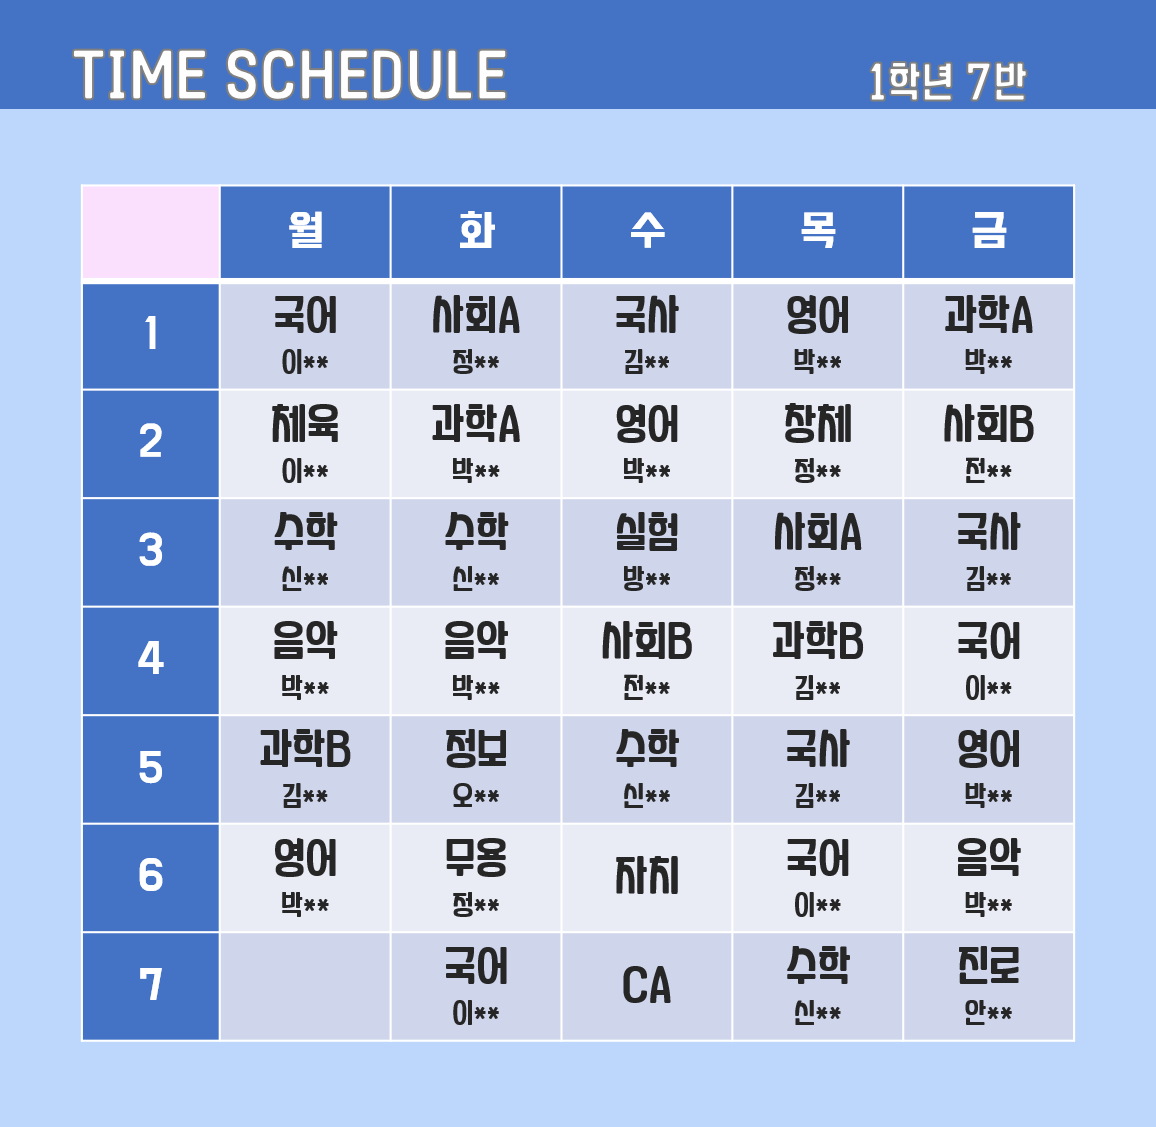 TIME SCHEDULE 1학년 7반
월 화 수 목 금
1 국어 사회A 국사 영어 과학A
이** 정** 김** 박** 박**
2 체육 과학A 영어 창체 사회B
이** 박** 박** 정** 전**
3 수학 수학 실험 사회A 국사
신** 신** 방** 정** 김**
4 음악 음악 사회B 과학B 국어
박** 박** 전** 김** 이**
5 과학B 정보 수학 국사 영어
김** 오** 신** 김** 박**
6 영어 무용 자치 국어 음악
박** 정** 이** 박**
7 국어 CA 수학 진로
이** 신** 안**